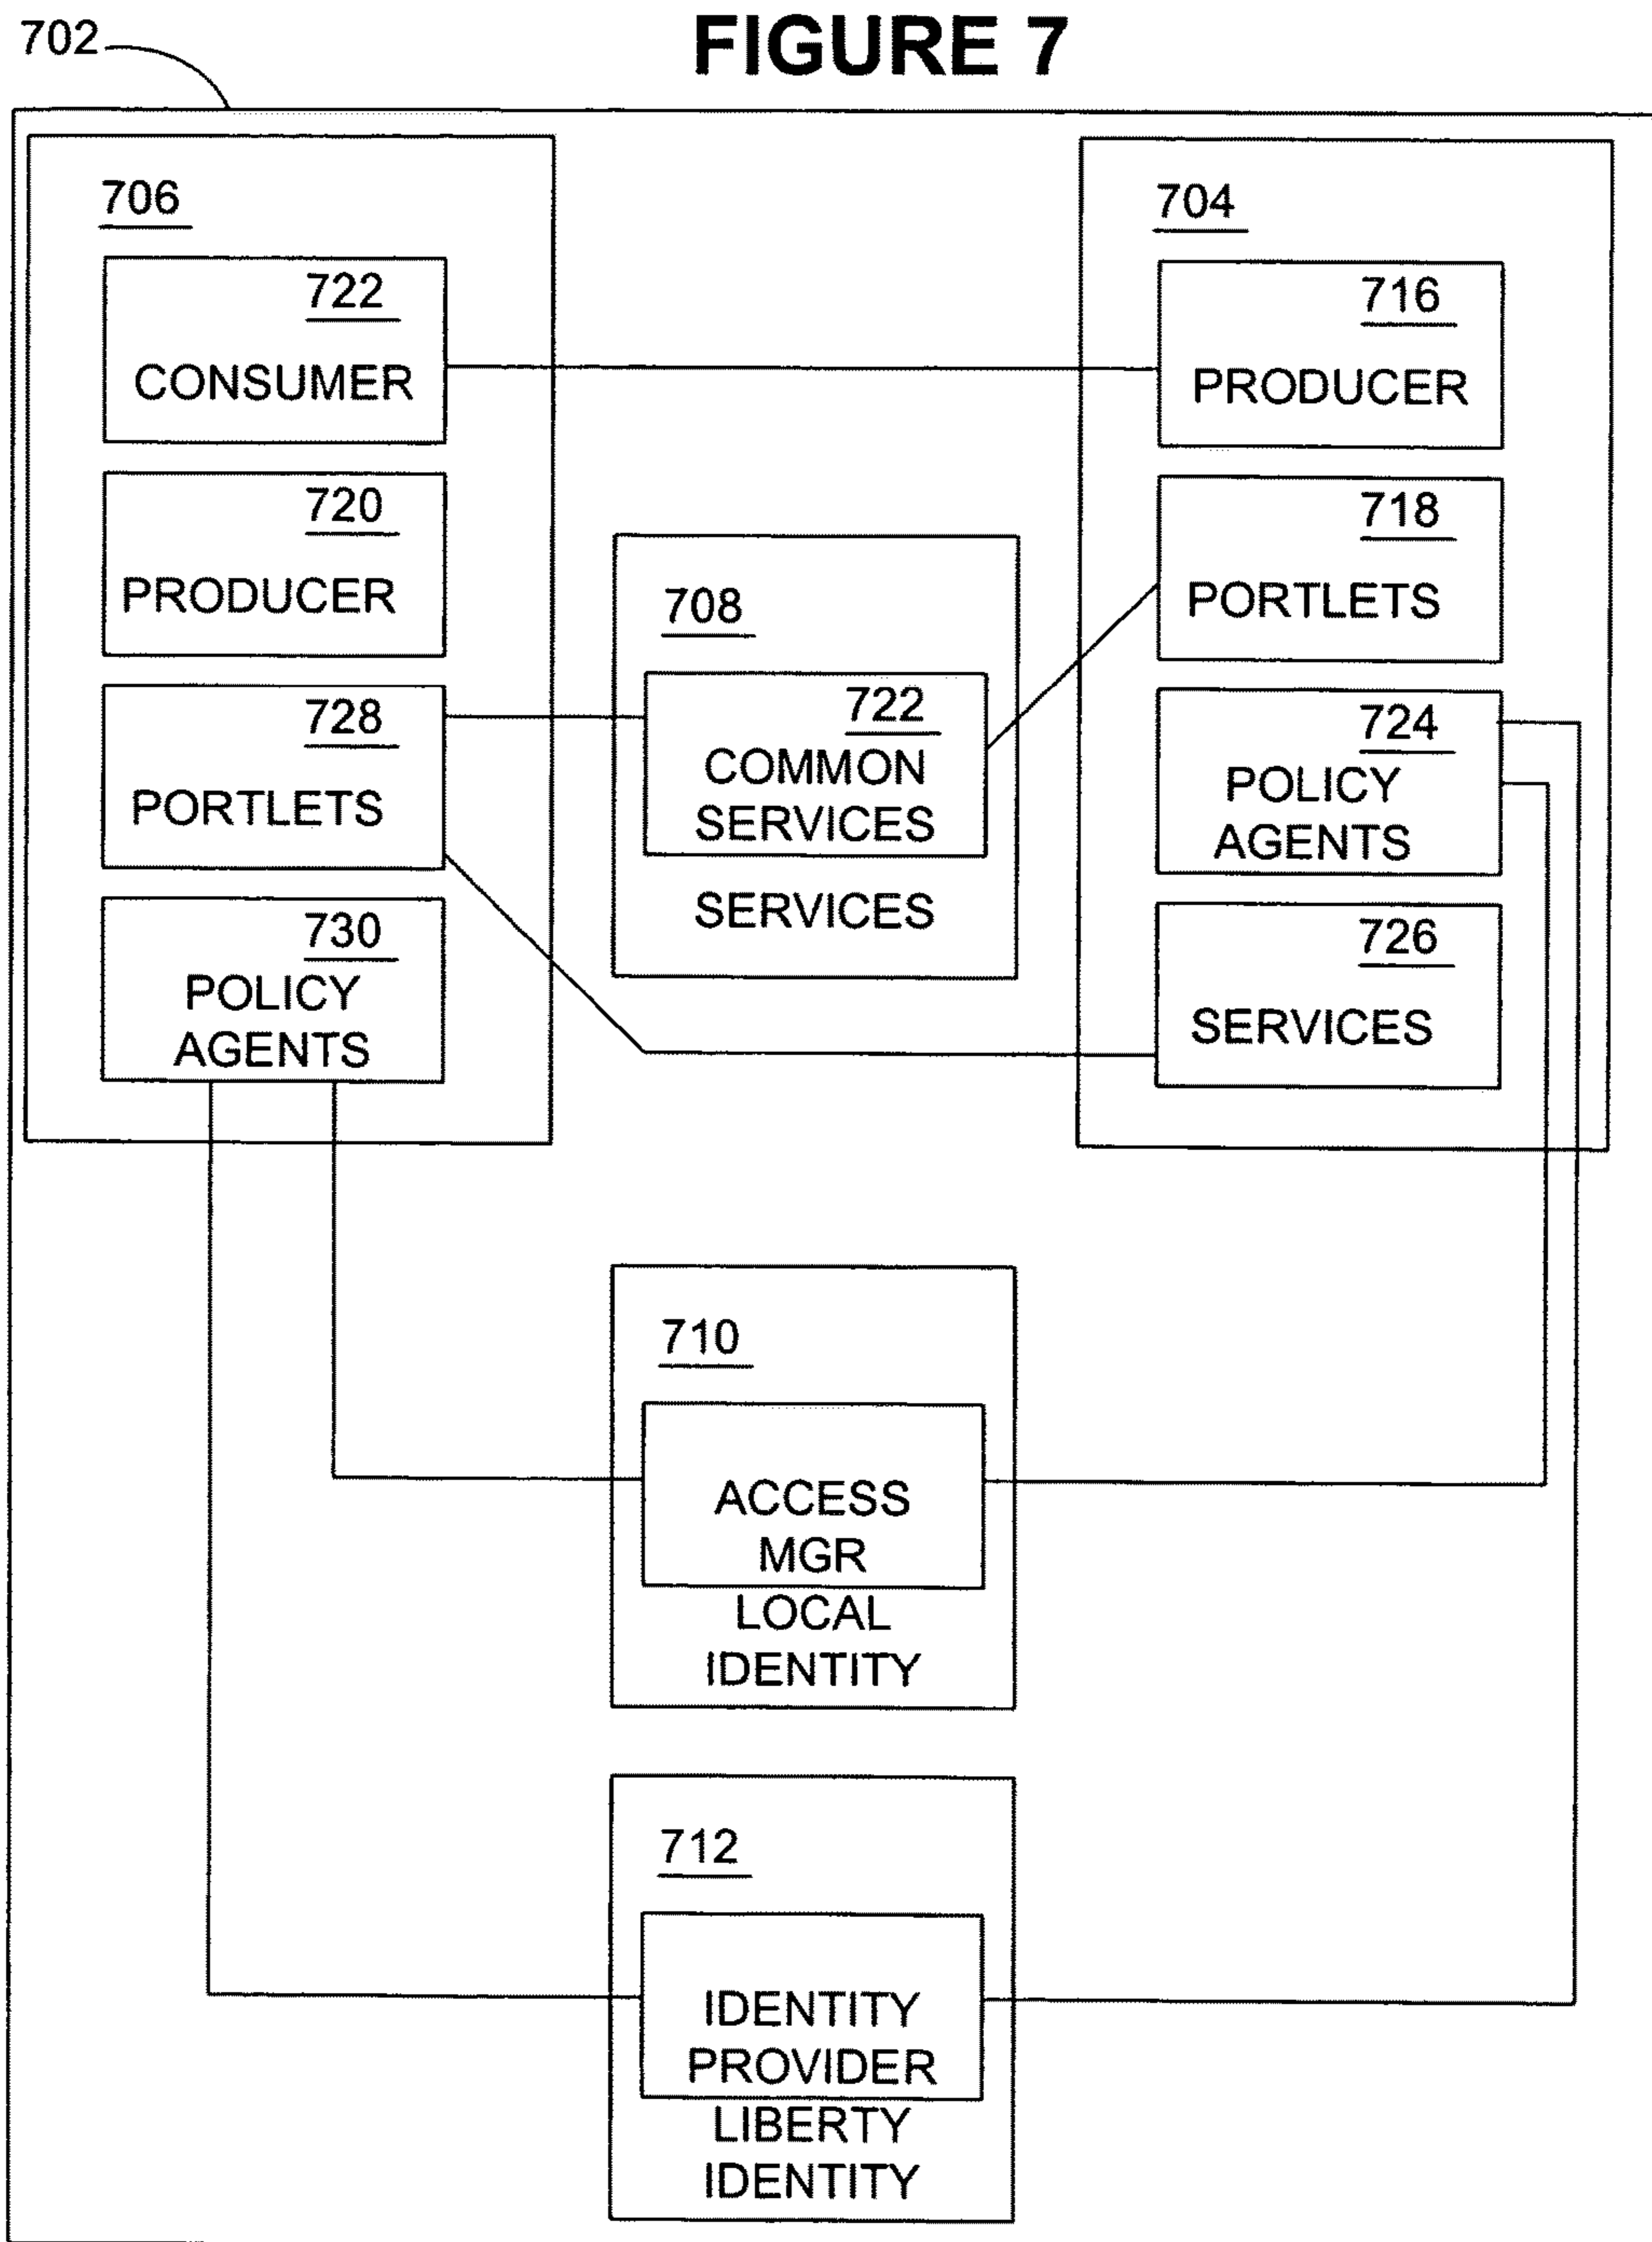 FIGURE 7
702
706
722
CONSUMER
720
PRODUCER
728
PORTLETS
730
POLICY
AGENTS
708
722
COMMON
SERVICES
SERVICES
704
716
PRODUCER
718
PORTLETS
724
POLICY
AGENTS
726
SERVICES
710
ACCESS
MGR
LOCAL
IDENTITY
712
IDENTITY
PROVIDER
LIBERTY
IDENTITY